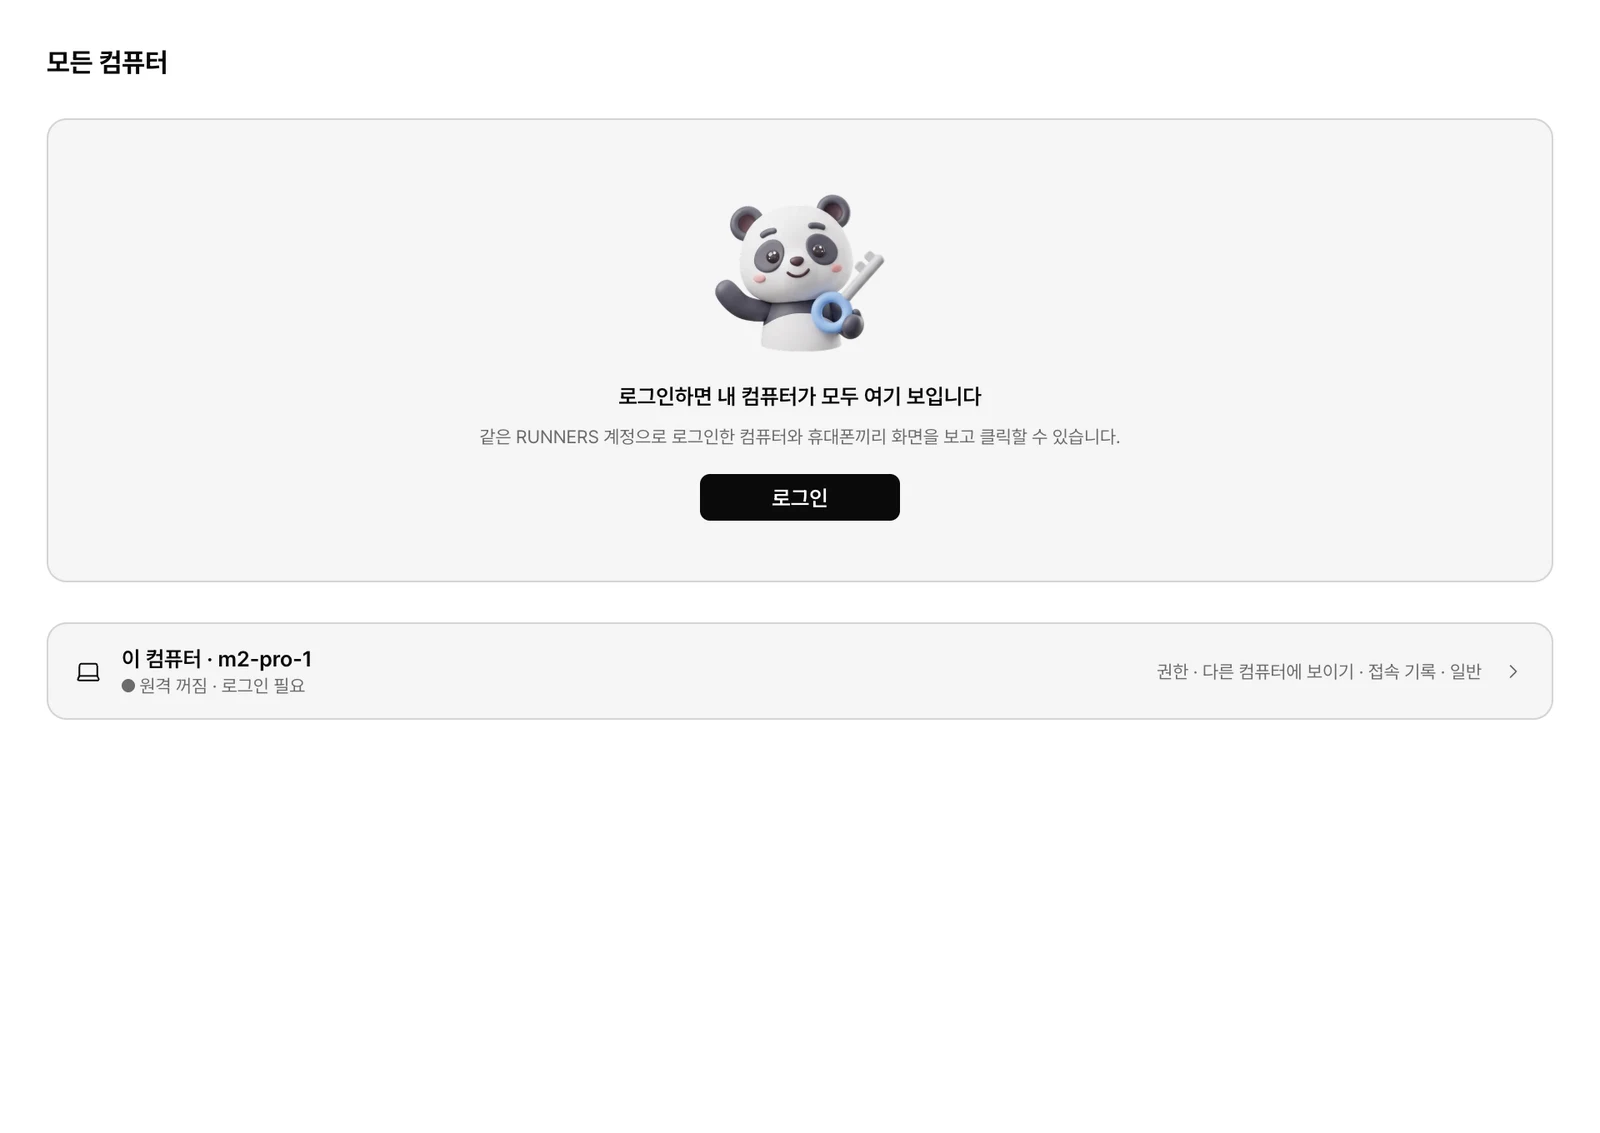 모든 컴퓨터
로그인하면 내 컴퓨터가 모두 여기 보입니다
같은 RUNNERS 계정으로 로그인한 컴퓨터와 휴대폰끼리 화면을 보고 클릭할 수 있습니다.
로그인
이 컴퓨터 · m2-pro-1
원격 꺼짐 · 로그인 필요
권한 · 다른 컴퓨터에 보이기 · 접속 기록 · 일반